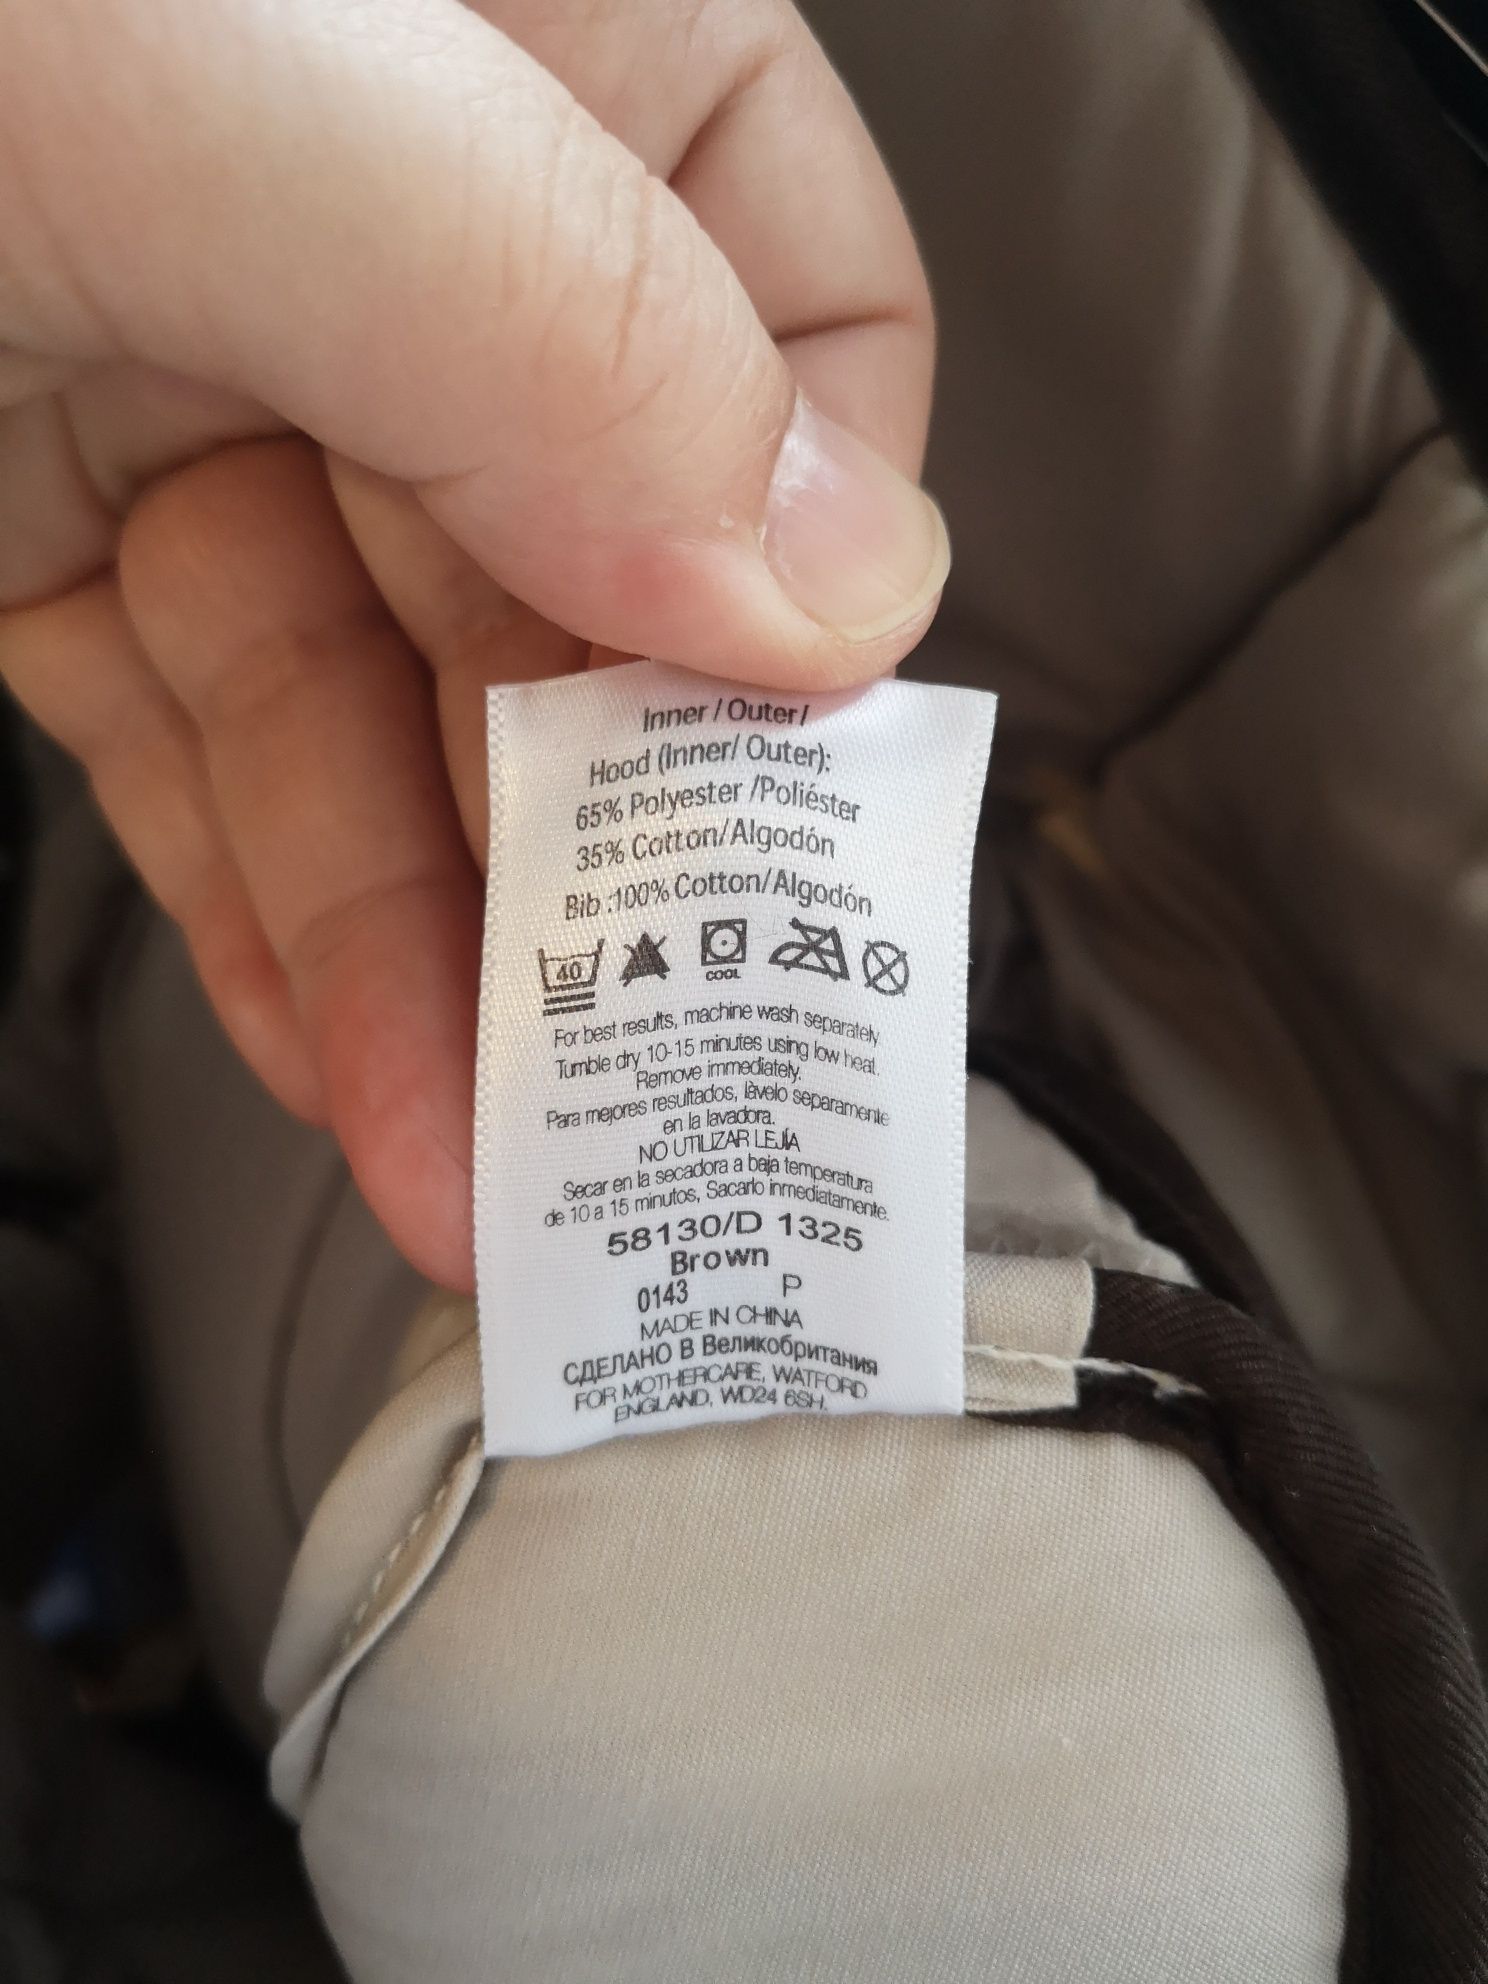 Inner / Outer /
Hood (Inner/ Outer):
65% Polyester /Poliéster
35% Cotton/Algodón
Bib :100% Cotton/Algodón
40
COOL
For best results, machine wash separately
Tumble dry 10-15 minutes using low heat.
Remove immediately.
Para mejores resultados, làvelo separamente
en la lavadora.
NO UTILIZAR LEJÍA
Secar en la secadora a baja temperatura
de 10 a 15 minutos, Sacarlo inmediatamente.
58130/D 1325
Brown
0143 P
MADE IN CHINA
СДЕЛАНО В Великобритания
FOR MOTHERCARE, WATFORD
ENGLAND, WD24 6SH.